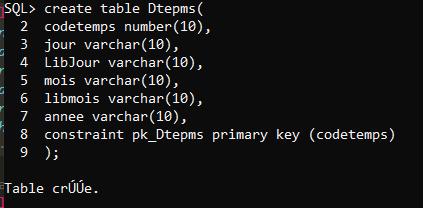 SQL> create table Dtepms(
2 codetemps number(10),
3 jour varchar(10),
4 LibJour varchar(10),
5 mois varchar(10),
6 libmois varchar(10),
7 annee varchar(10),
8 constraint pk_Dtepms primary key (codetemps)
9 );
Table crÚÚe.